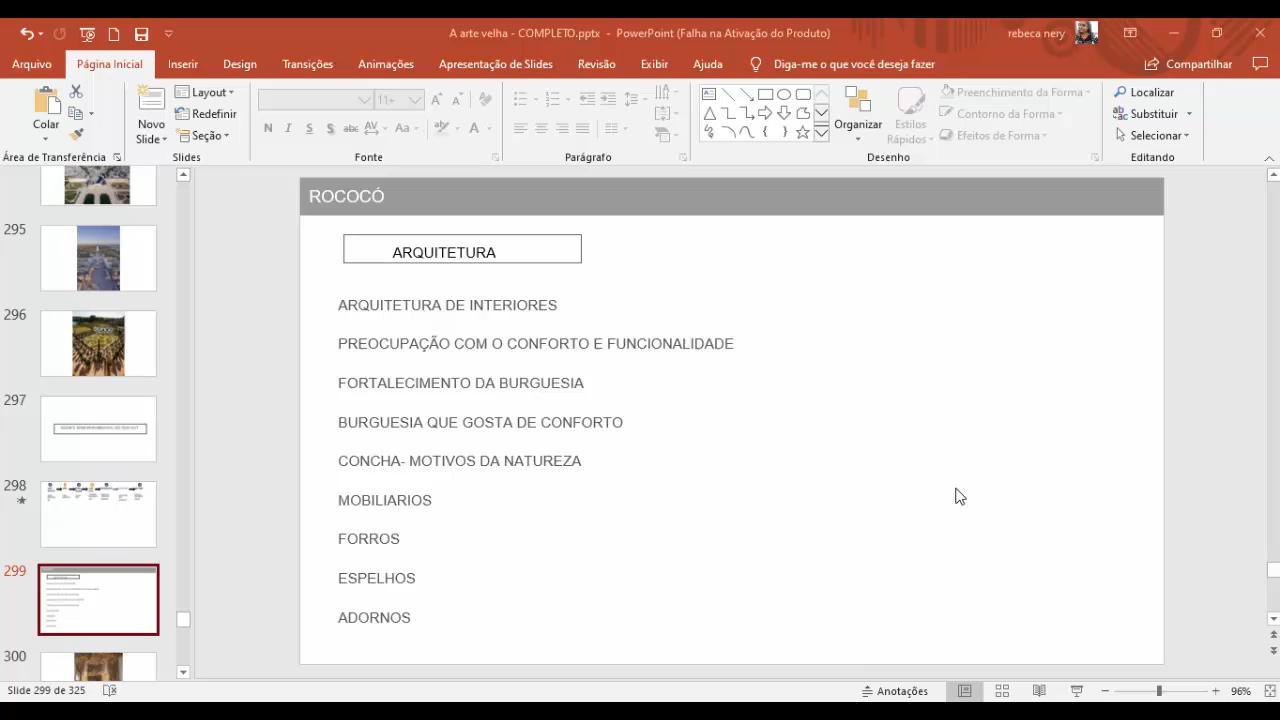 A arte velha - COMPLETO.pptx - PowerPoint (Falha na Ativação do Produto)
rebeca nery
Arquivo
Página Inicial
Inserir
Design
Transições
Animações
Apresentação de Slides
Revisão
Exibir
Ajuda
Diga-me o que você deseja fazer
Compartilhar
Colar
Área de Transferência
Novo
Slide
Layout
Redefinir
Seção
Slides
11+
N I S S abc AV Aa A
Fonte
Parágrafo
Organizar
Estilos
Rápidos
Preenchimento da Forma
Contorno da Forma
Efeitos de Forma
Desenho
Localizar
Substituir
Selecionar
Editando
295
296
297
298
299
300
ROCOCÓ
ARQUITETURA
ARQUITETURA DE INTERIORES
PREOCUPAÇÃO COM O CONFORTO E FUNCIONALIDADE
FORTALECIMENTO DA BURGUESIA
BURGUESIA QUE GOSTA DE CONFORTO
CONCHA- MOTIVOS DA NATUREZA
MOBILIARIOS
FORROS
ESPELHOS
ADORNOS
Slide 299 de 325
Anotações
96%